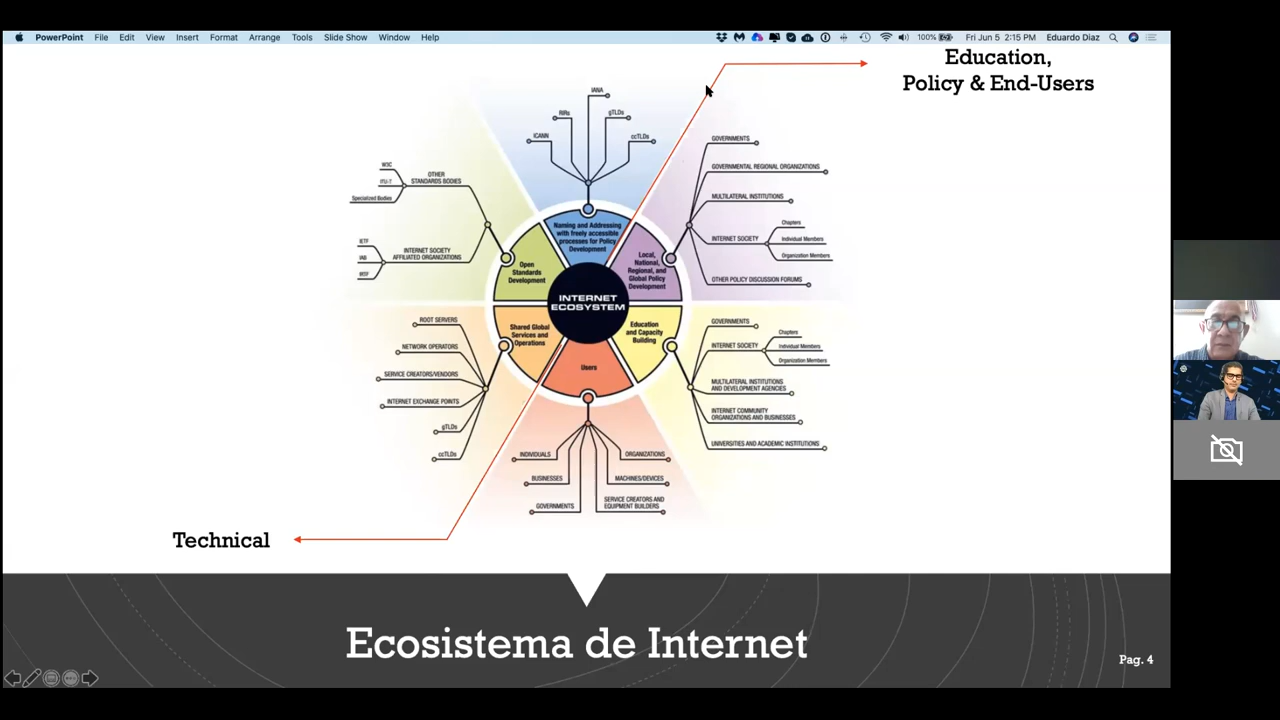 PowerPoint File Edit View Insert Format Arrange Tools Slide Show Window Help
100% Fri Jun 5 2:15 PM Eduardo Diaz
Education,
Policy & End-Users
IANA
RIRs
gTLDs
ICANN
ccTLDs
GOVERNMENTS
GOVERNMENTAL REGIONAL ORGANIZATIONS
MULTILATERAL INSTITUTIONS
INTERNET SOCIETY
Chapters
Individual Members
Organization Members
OTHER POLICY DISCUSSION FORUMS
W3C
ITU-T
Specialized Bodies
OTHER
STANDARDS BODIES
IETF
IAB
IRTF
INTERNET SOCIETY
AFFILIATED ORGANIZATIONS
Naming and Addressing
with freely accessible
processes for Policy
Development
Local,
National,
Regional, and
Global Policy
Development
Open
Standards
Development
INTERNET
ECOSYSTEM
Shared Global
Services and
Operations
Education
and Capacity
Building
Users
ROOT SERVERS
NETWORK OPERATORS
SERVICE CREATORS/VENDORS
INTERNET EXCHANGE POINTS
gTLDs
ccTLDs
GOVERNMENTS
INTERNET SOCIETY
Chapters
Individual Members
Organization Members
MULTILATERAL INSTITUTIONS
AND DEVELOPMENT AGENCIES
INTERNET COMMUNITY
ORGANIZATIONS AND BUSINESSES
UNIVERSITIES AND ACADEMIC INSTITUTIONS
INDIVIDUALS
BUSINESSES
GOVERNMENTS
ORGANIZATIONS
MACHINES/DEVICES
SERVICE CREATORS AND
EQUIPMENT BUILDERS
Technical
Ecosistema de Internet
Pag. 4